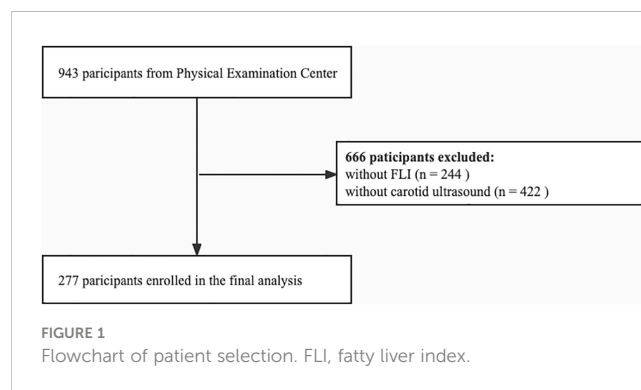 943 paricipants from Physical Examination Center
666 paticipants excluded:
without FLI (n = 244 )
without carotid ultrasound (n = 422 )
277 paricipants enrolled in the final analysis
FIGURE 1
Flowchart of patient selection. FLI, fatty liver index.